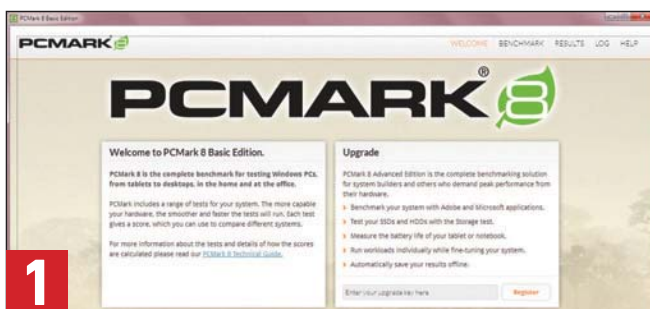 PCMark 8 Basic Edition
PCMARK 8
WELCOME BENCHMARK RESULTS LOG HELP
PCMARK® 8
Welcome to PCMark 8 Basic Edition.
PCMark 8 is the complete benchmark for testing Windows PCs,
from tablets to desktops, in the home and at the office.
PCMark includes a range of tests for your system. The more capable
your hardware, the smoother and faster the tests will run. Each test
gives a score, which you can use to compare different systems.
For more information about the tests and details of how the scores
are calculated please read our PCMark 8 Technical Guide.
Upgrade
PCMark 8 Advanced Edition is the complete benchmarking solution
for system builders and others who demand peak performance from
their hardware.
Benchmark your system with Adobe and Microsoft applications.
Test your SSDs and HDDs with the Storage test.
Measure the battery life of your tablet or notebook.
Run workloads individually while fine-tuning your system.
Automatically save your results offline.
Enter your upgrade key here
Register
1